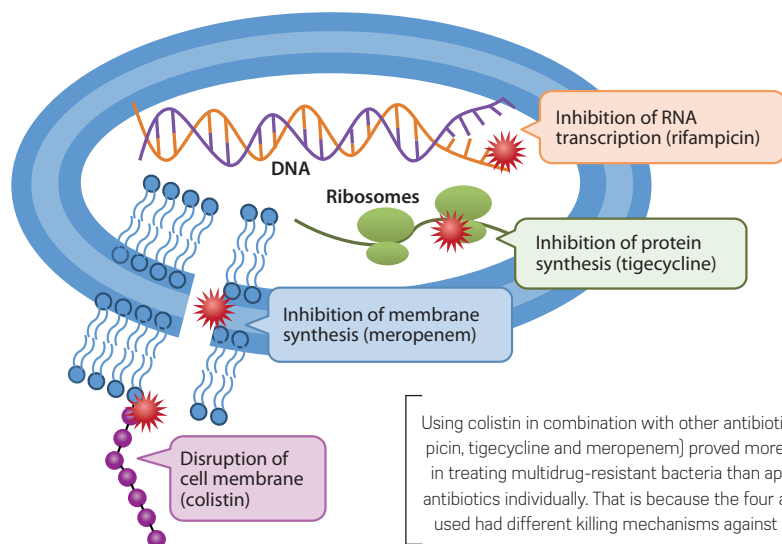 Inhibition of RNA
transcription (rifampicin)
DNA
Ribosomes
Inhibition of protein
synthesis (tigecycline)
Inhibition of membrane
synthesis (meropenem)
Disruption of
cell membrane
(colistin)
Using colistin in combination with other
picin, tigecycline and meropenem) proved more
in treating multidrug-resistant bacteria than
antibiotics individually. That is because the four
used had different killing mechanisms against